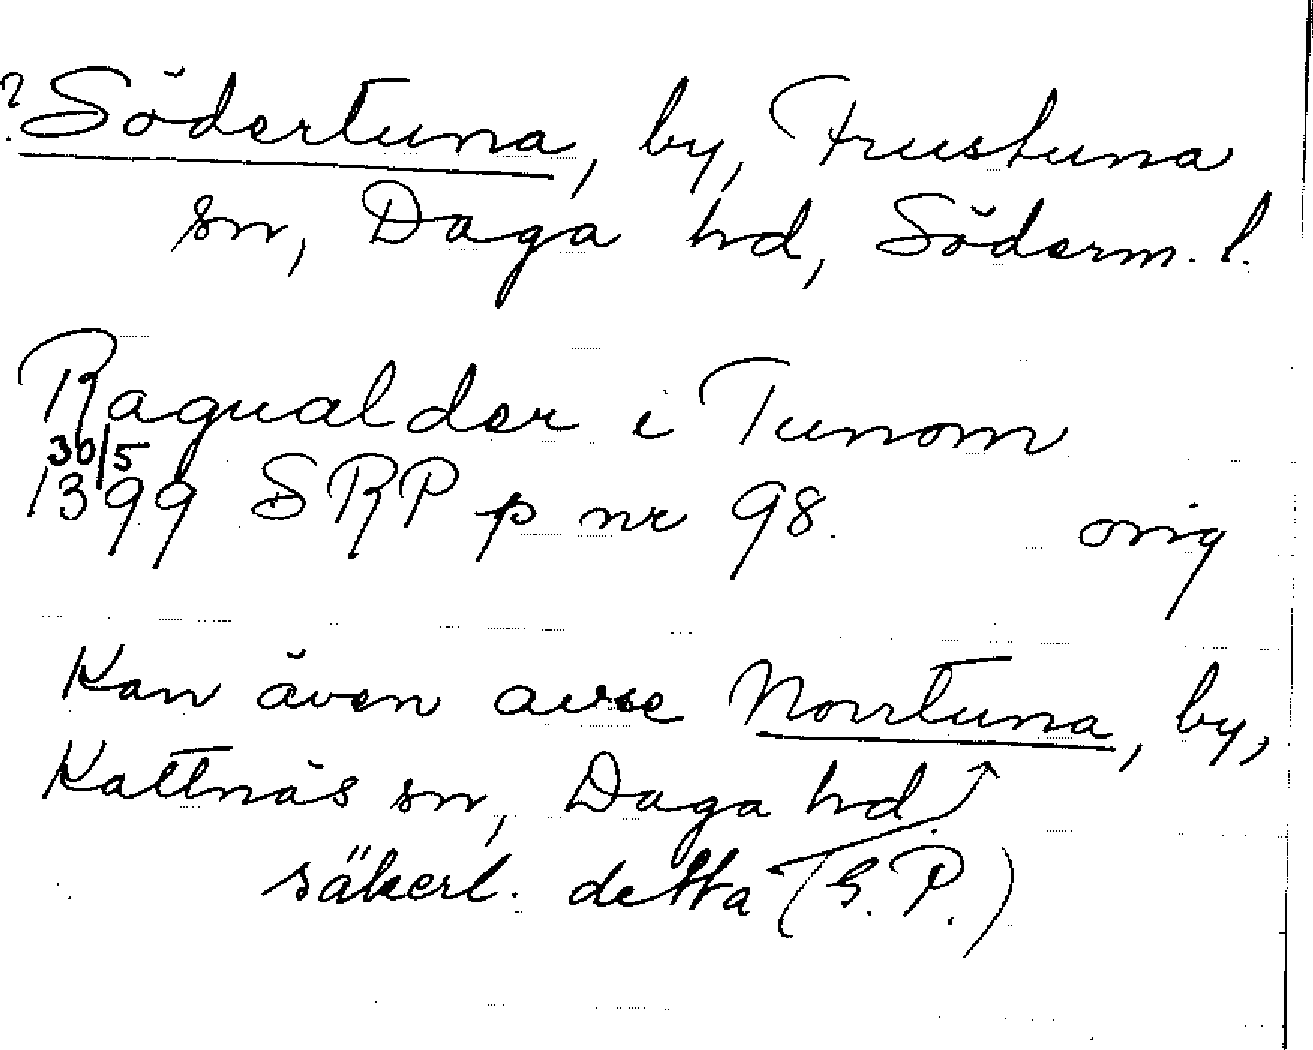 ? Södertuna, by, Frustuna
sn, Daga hd, Söderm. l.
Ragualder i Tunom
30/5
1399 SRP p nr 98. orig
Kan även avse Norrtuna, by,
Kattnäs sn, Daga hd.
säkerl. detta (G.P.)